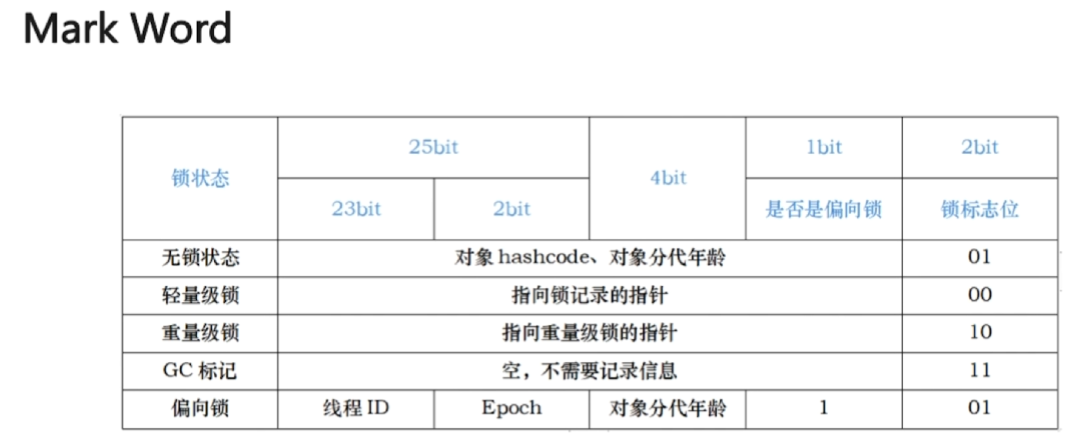 Mark Word
锁状态 25bit 4bit 1bit 2bit
23bit 2bit 是否是偏向锁 锁标志位
无锁状态 对象 hashcode、对象分代年龄 01
轻量级锁 指向锁记录的指针 00
重量级锁 指向重量级锁的指针 10
GC 标记 空，不需要记录信息 11
偏向锁 线程 ID Epoch 对象分代年龄 1 01